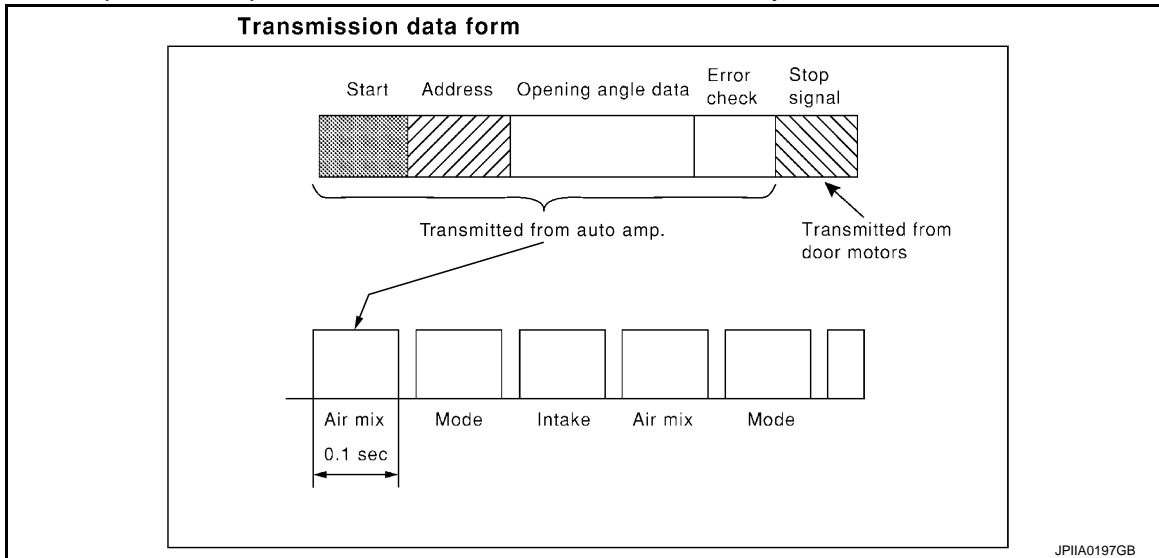 Transmission data form
Start Address Opening angle data Error check Stop signal
Transmitted from auto amp.
Transmitted from door motors
Air mix Mode Intake Air mix Mode
0.1 sec
JPIIA0197GB